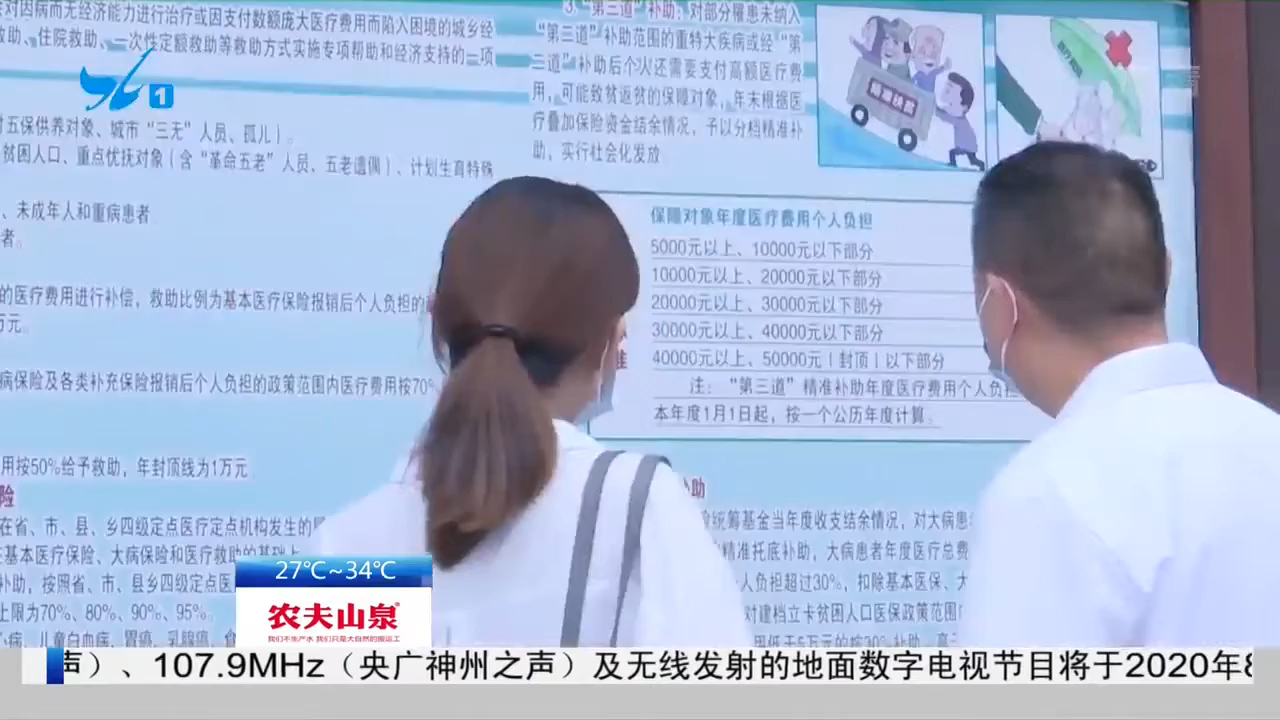 对因病而无经济能力进行治疗或因支付数额庞大医疗费用而陷入困境的城乡经
救助、住院救助、一次性定额救助等救助方式实施专项帮助和经济支持的一项
1
五保供养对象、城市“三无”人员、孤儿）。
贫困人口、重点优抚对象（含“革命五老”人员、五老遗偶）、计划生育特殊
、未成年人和重病患者
者。
的医疗费用进行补偿，救助比例为基本医疗保险报销后个人负担的
万元。
病保险及各类补充保险报销后个人负担的政策范围内医疗费用按70%
用按50%给予救助，年封顶线为1万元
险
在省、市、县、乡四级定点医疗定点机构发生的
基本医疗保险、大病保险和医疗救助的基础上
补助，按照省、市、县乡四级定点医
上限为70%、80%、90%、95%。
病、儿童白血病、胃癌、乳腺癌、食
3.“第三道”补助：对部分罹患未纳入
“第二道”补助范围的重特大疾病或经“第
二道”补助后个人还需要支付高额医疗费
用，可能致贫返贫的保障对象，年末根据医
疗叠加保险资金结余情况，予以分档精准补
助，实行社会化发放
精准扶贫
保障对象年度医疗费用个人负担
5000元以上、10000元以下部分
10000元以上、20000元以下部分
20000元以上、30000元以下部分
30000元以上、40000元以下部分
40000元以上、50000元（封顶）以下部分
注：“第三道”精准补助年度医疗费用个人负担
本年度1月1日起，按一个公历年度计算。
准
补助
统筹基金当年度收支结余情况，对大病患
精准托底补助，大病患者年度医疗总费
人负担超过30%，扣除基本医保、大
对建档立卡贫困人口医保政策范围
用低于5万元的按30%补助，高于
27℃~34℃
农夫山泉
我们不生产水 我们只是大自然的搬运工
声）、107.9MHz（央广神州之声）及无线发射的地面数字电视节目将于2020年8